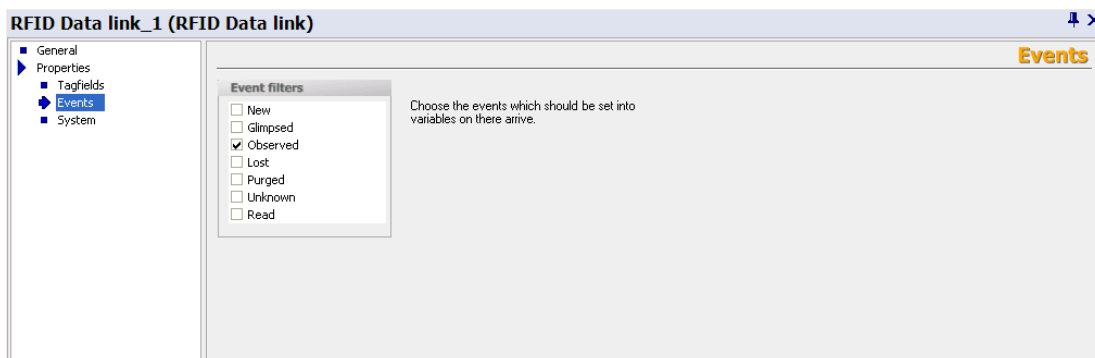 RFID Data link_1 (RFID Data link)
General
Properties
Tagfields
Events
System
Events
Event filters
New
Glimpsed
Observed
Lost
Purged
Unknown
Read
Choose the events which should be set into
variables on there arrive.